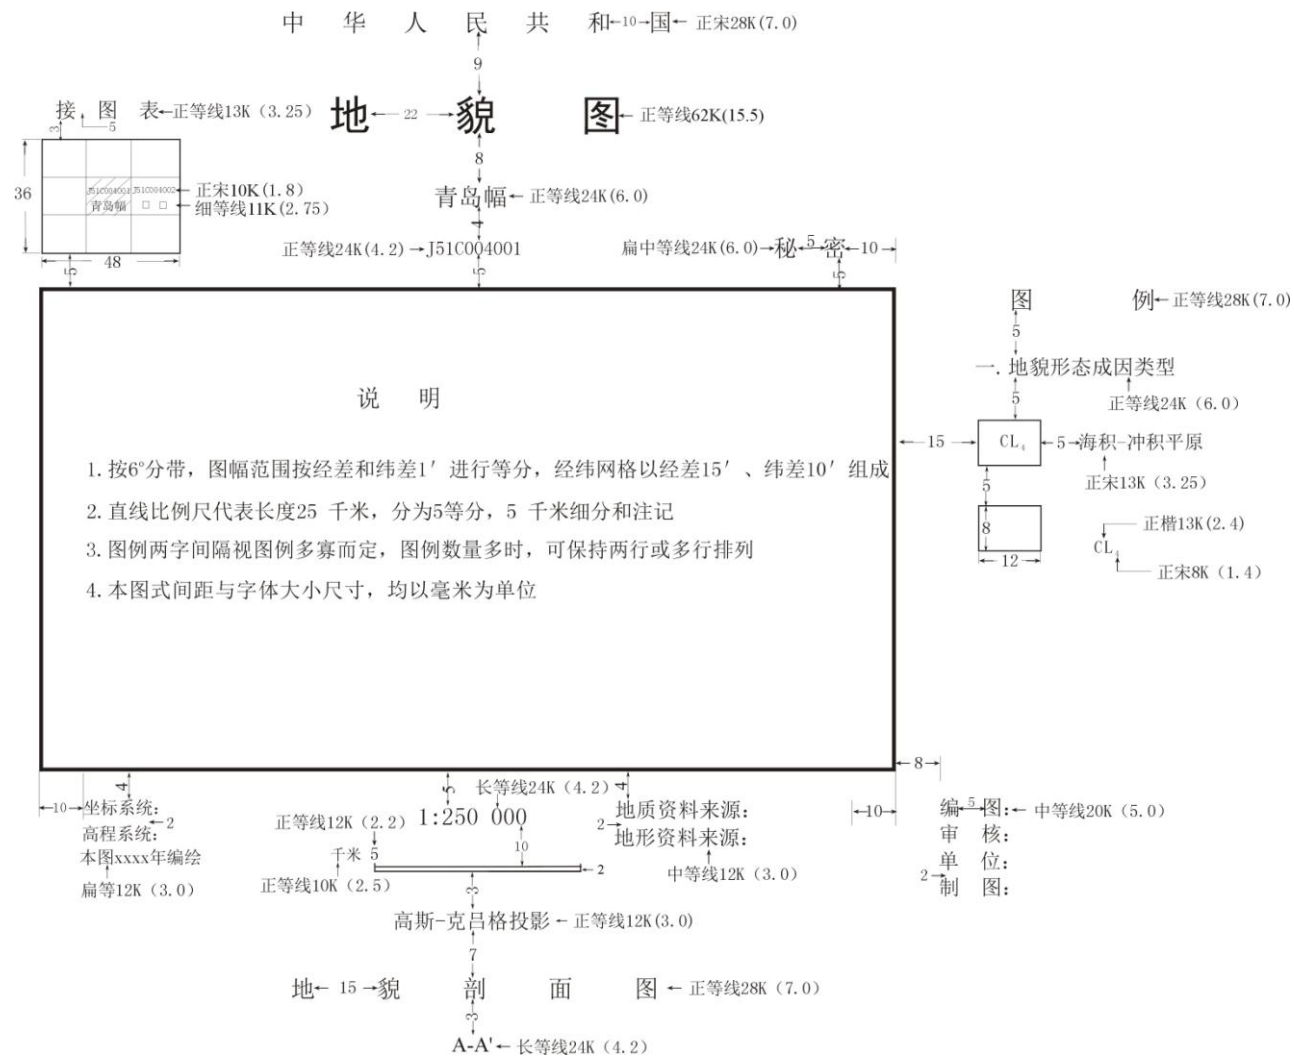 中 华 人 民 共 和←10→国← 正宋28K(7.0)
9
接 图 表←正等线13K（3.25）
3
5
地 ←22→ 貌 图← 正等线62K(15.5)
8
36
J51C004001 J51C004002← 正宋10K(1.8)
青岛幅 □ □ ← 细等线11K(2.75)
48
青岛幅← 正等线24K(6.0)
4
正等线24K(4.2)→J51C004001
扁中等线24K(6.0)→秘←5→密←10→
5
5
5
图 例←正等线28K(7.0)
5
一. 地貌形态成因类型
正等线24K（6.0）
5
←15→
CL4
←5→海积-冲积平原
正宋13K（3.25）
5
8
12
正楷13K(2.4)
CL4
正宋8K（1.4）
说 明
1. 按6°分带，图幅范围按经差和纬差1′ 进行等分，经纬网格以经差15′ 、纬差10′ 组成
2. 直线比例尺代表长度25 千米，分为5等分，5 千米细分和注记
3. 图例两字间隔视图例多寡而定，图例数量多时，可保持两行或多行排列
4. 本图式间距与字体大小尺寸，均以毫米为单位
←8→
4
5
长等线24K（4.2）
4
←10→坐标系统：
2
高程系统：
本图xxxx年编绘
扁等12K（3.0）
正等线12K（2.2）
1:250 000
10
千米 5
2
正等线10K（2.5）
3
地质资料来源：
2
地形资料来源：
中等线12K（3.0）
←10→
编←5→图：← 中等线20K（5.0）
审 核：
单 位：
2→
制 图：
高斯-克吕格投影← 正等线12K(3.0)
7
地← 15 →貌 剖 面 图 ← 正等线28K（7.0）
3
A-A'← 长等线24K（4.2）